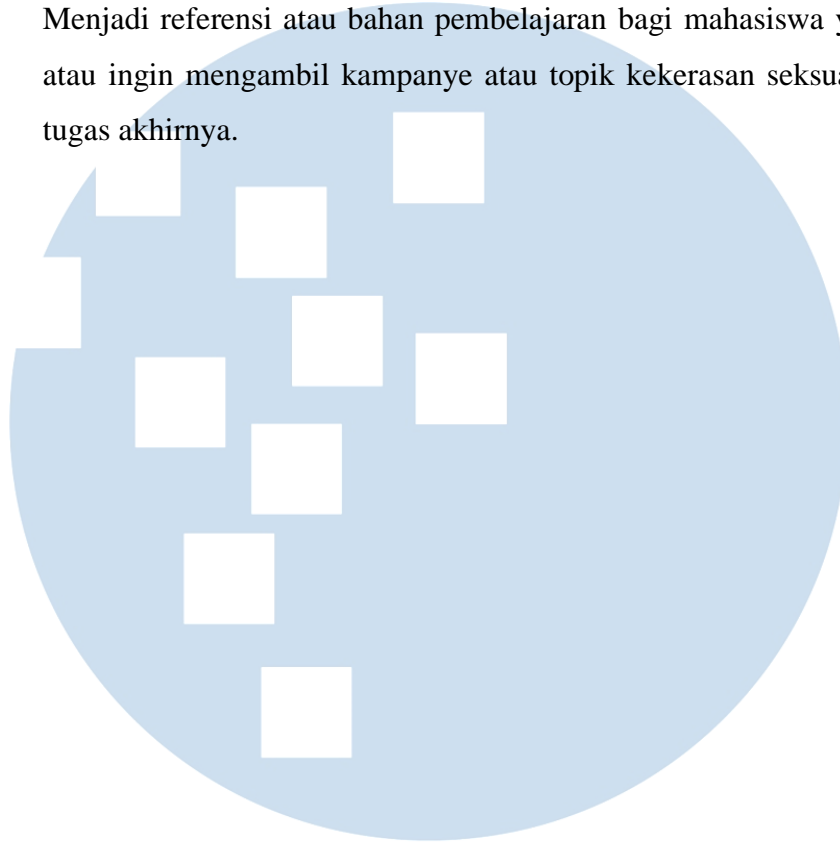 Menjadi referensi atau bahan pembelajaran bagi mahasiswa
atau ingin mengambil kampanye atau topik kekerasan
tugas akhirnya.